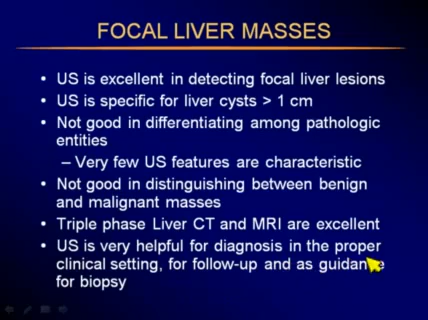 FOCAL LIVER MASSES
• US is excellent in detecting focal liver lesions
• US is specific for liver cysts > 1 cm
• Not good in differentiating among pathologic
entities
– Very few US features are characteristic
• Not good in distinguishing between benign
and malignant masses
• Triple phase Liver CT and MRI are excellent
• US is very helpful for diagnosis in the proper
clinical setting, for follow-up and as guidance
for biopsy